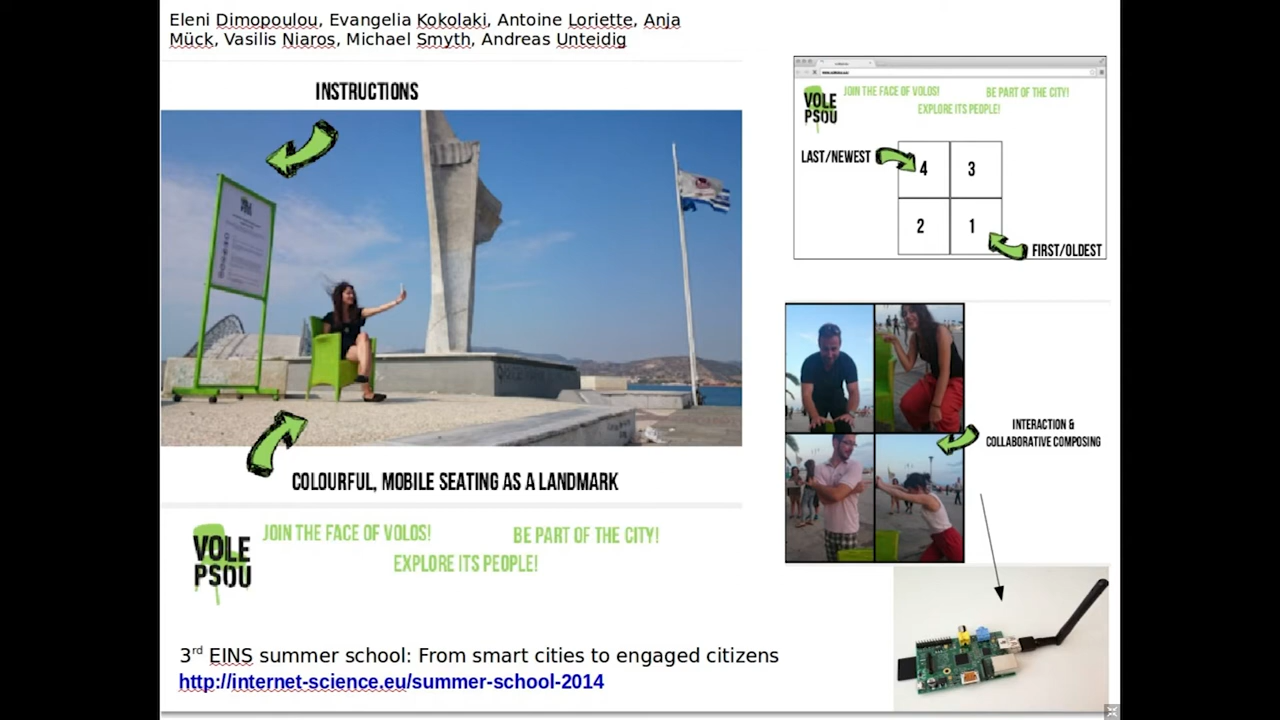 Eleni Dimopoulou, Evangelia Kokolaki, Antoine Loriette, Anja
Mück, Vasilis Niaros, Michael Smyth, Andreas Unteidig
INSTRUCTIONS
COLOURFUL, MOBILE SEATING AS A LANDMARK
VOLE
PSOU
JOIN THE FACE OF VOLOS!
BE PART OF THE CITY!
EXPLORE ITS PEOPLE!
3rd EINS summer school: From smart cities to engaged citizens
http://internet-science.eu/summer-school-2014
VOLE
PSOU
JOIN THE FACE OF VOLOS!
BE PART OF THE CITY!
EXPLORE ITS PEOPLE!
LAST/NEWEST
4
3
2
1
FIRST/OLDEST
INTERACTION &
COLLABORATIVE COMPOSING